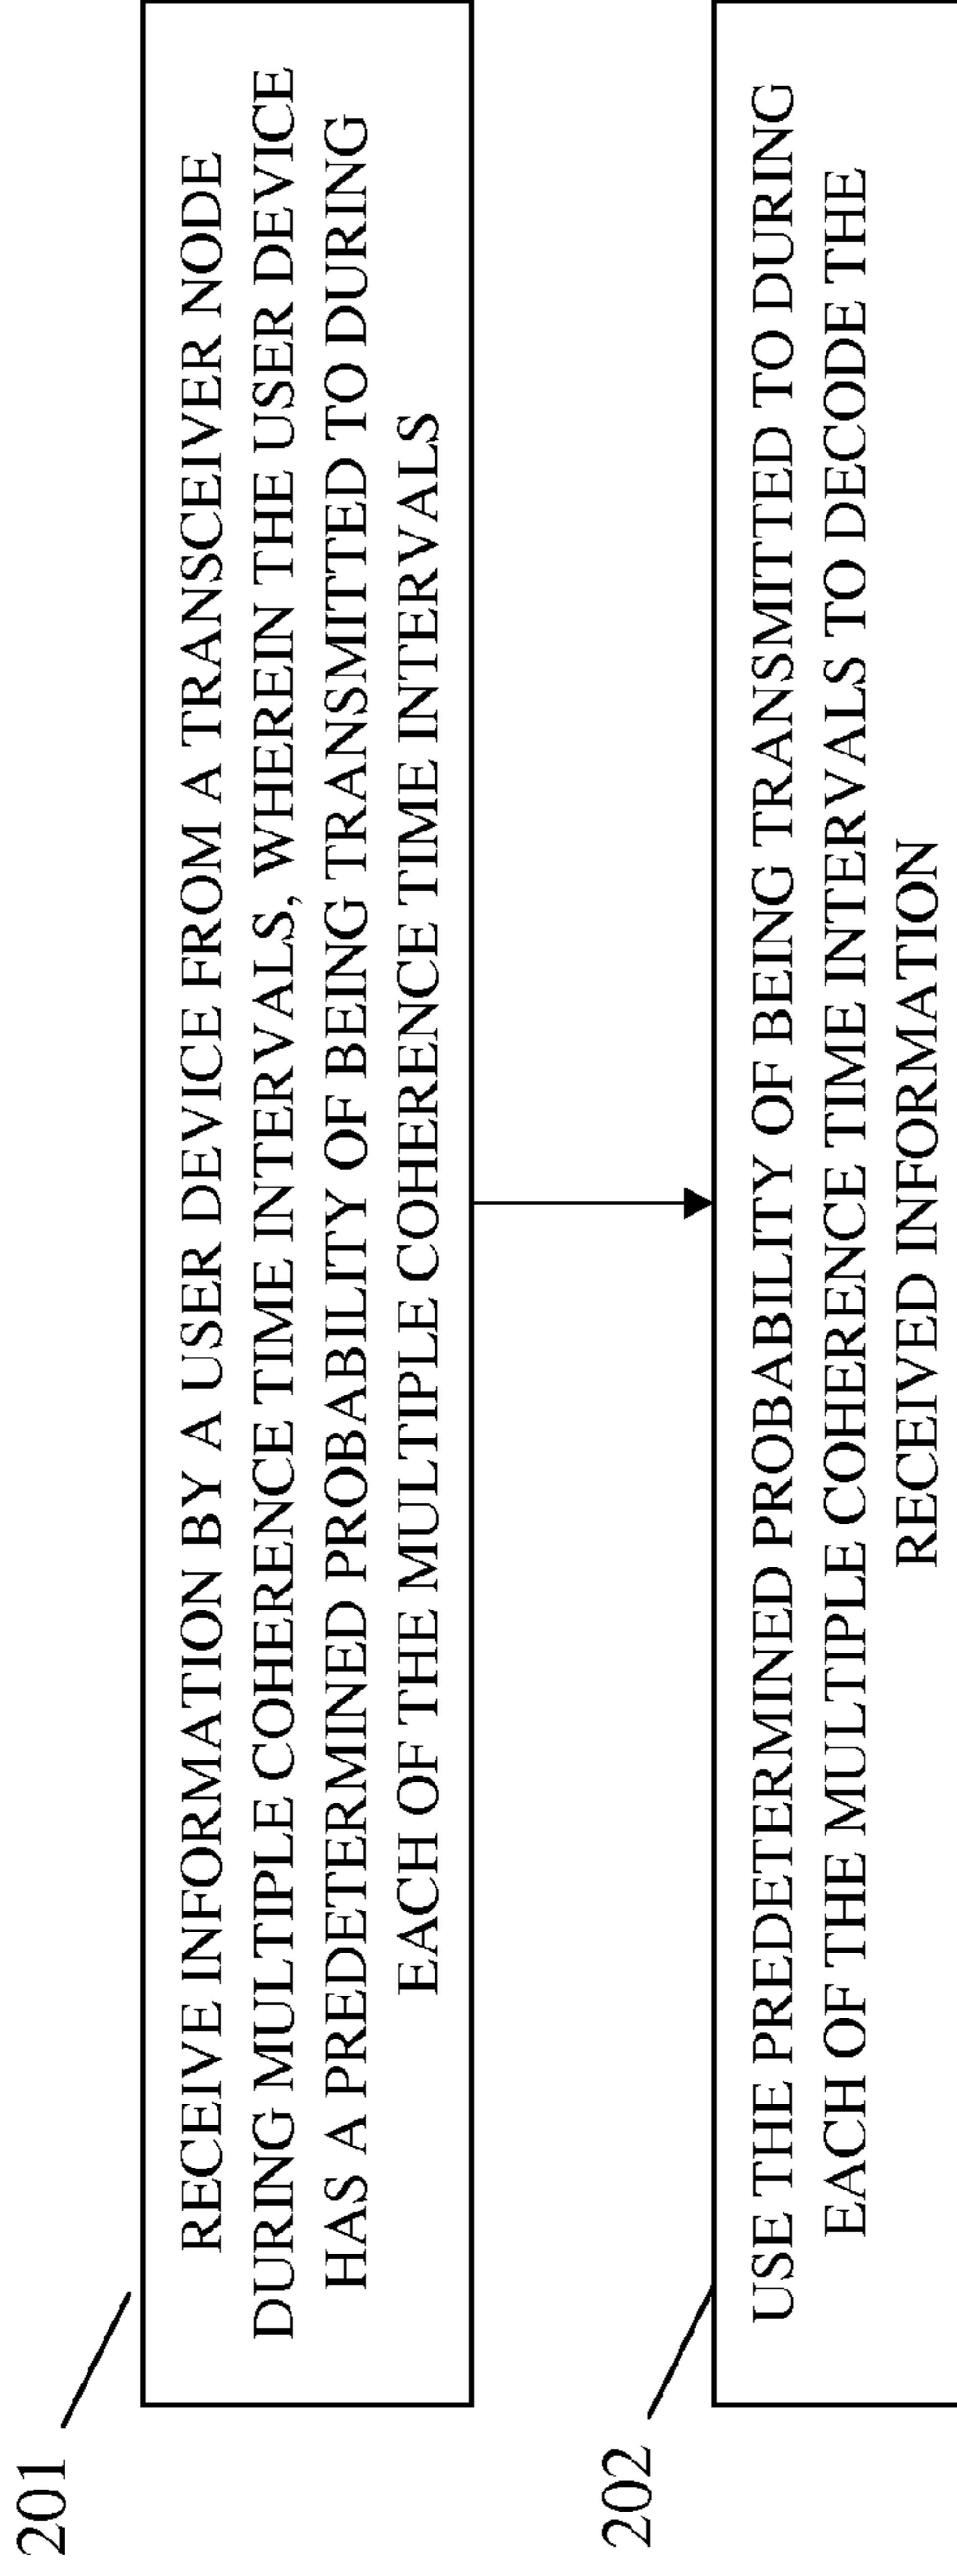 201
RECEIVE INFORMATION BY A USER DEVICE FROM A TRANSCEIVER NODE
DURING MULTIPLE COHERENCE TIME INTERVALS, WHEREIN THE USER DEVICE
HAS A PREDETERMINED PROBABILITY OF BEING TRANSMITTED TO DURING
EACH OF THE MULTIPLE COHERENCE TIME INTERVALS
202
USE THE PREDETERMINED PROBABILITY OF BEING TRANSMITTED TO DURING
EACH OF THE MULTIPLE COHERENCE TIME INTERVALS TO DECODE THE
RECEIVED INFORMATION